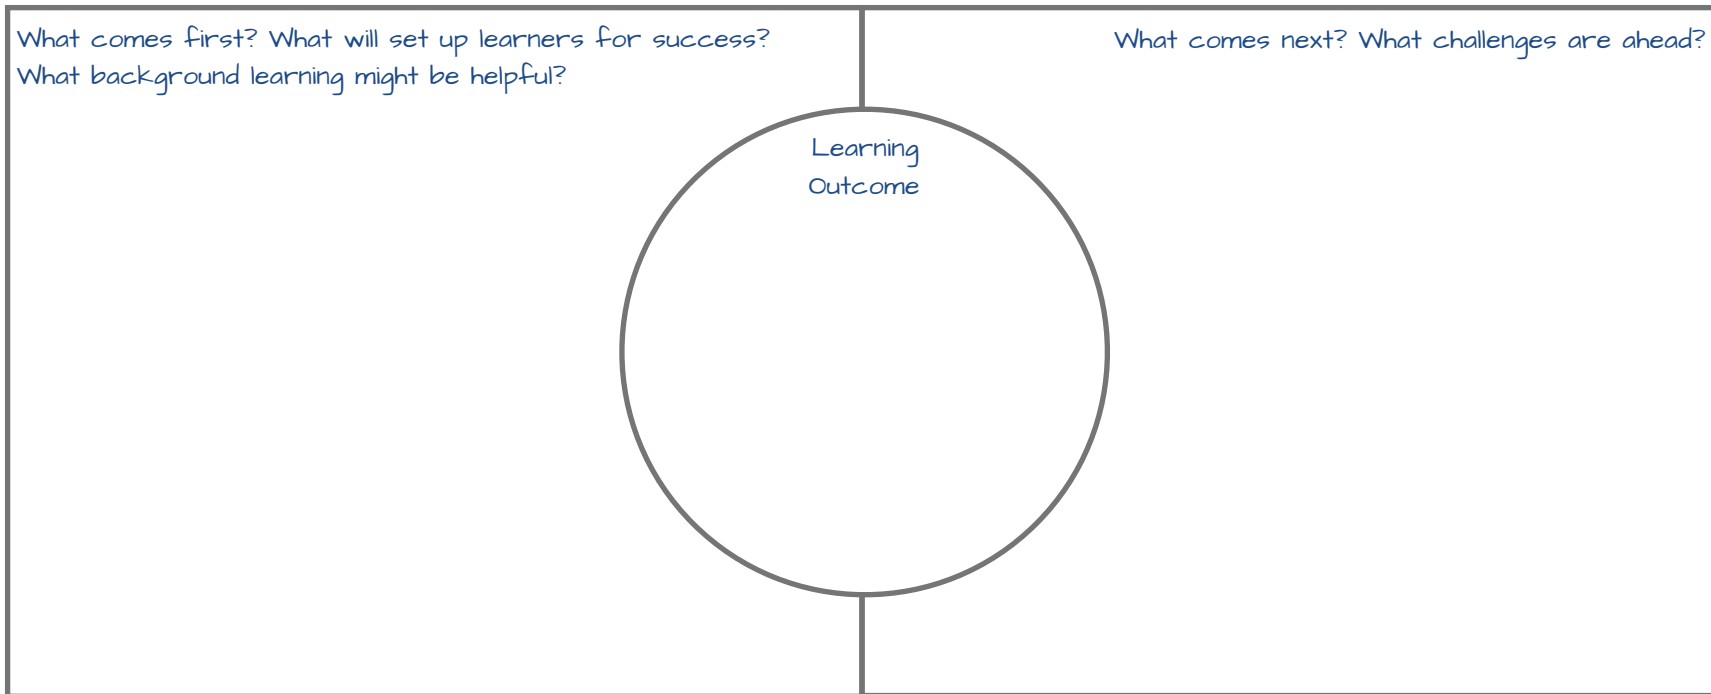 What comes first? What will set up learners for success?
What background learning might be helpful?
What comes next? What challenges are ahead?
Learning
Outcome